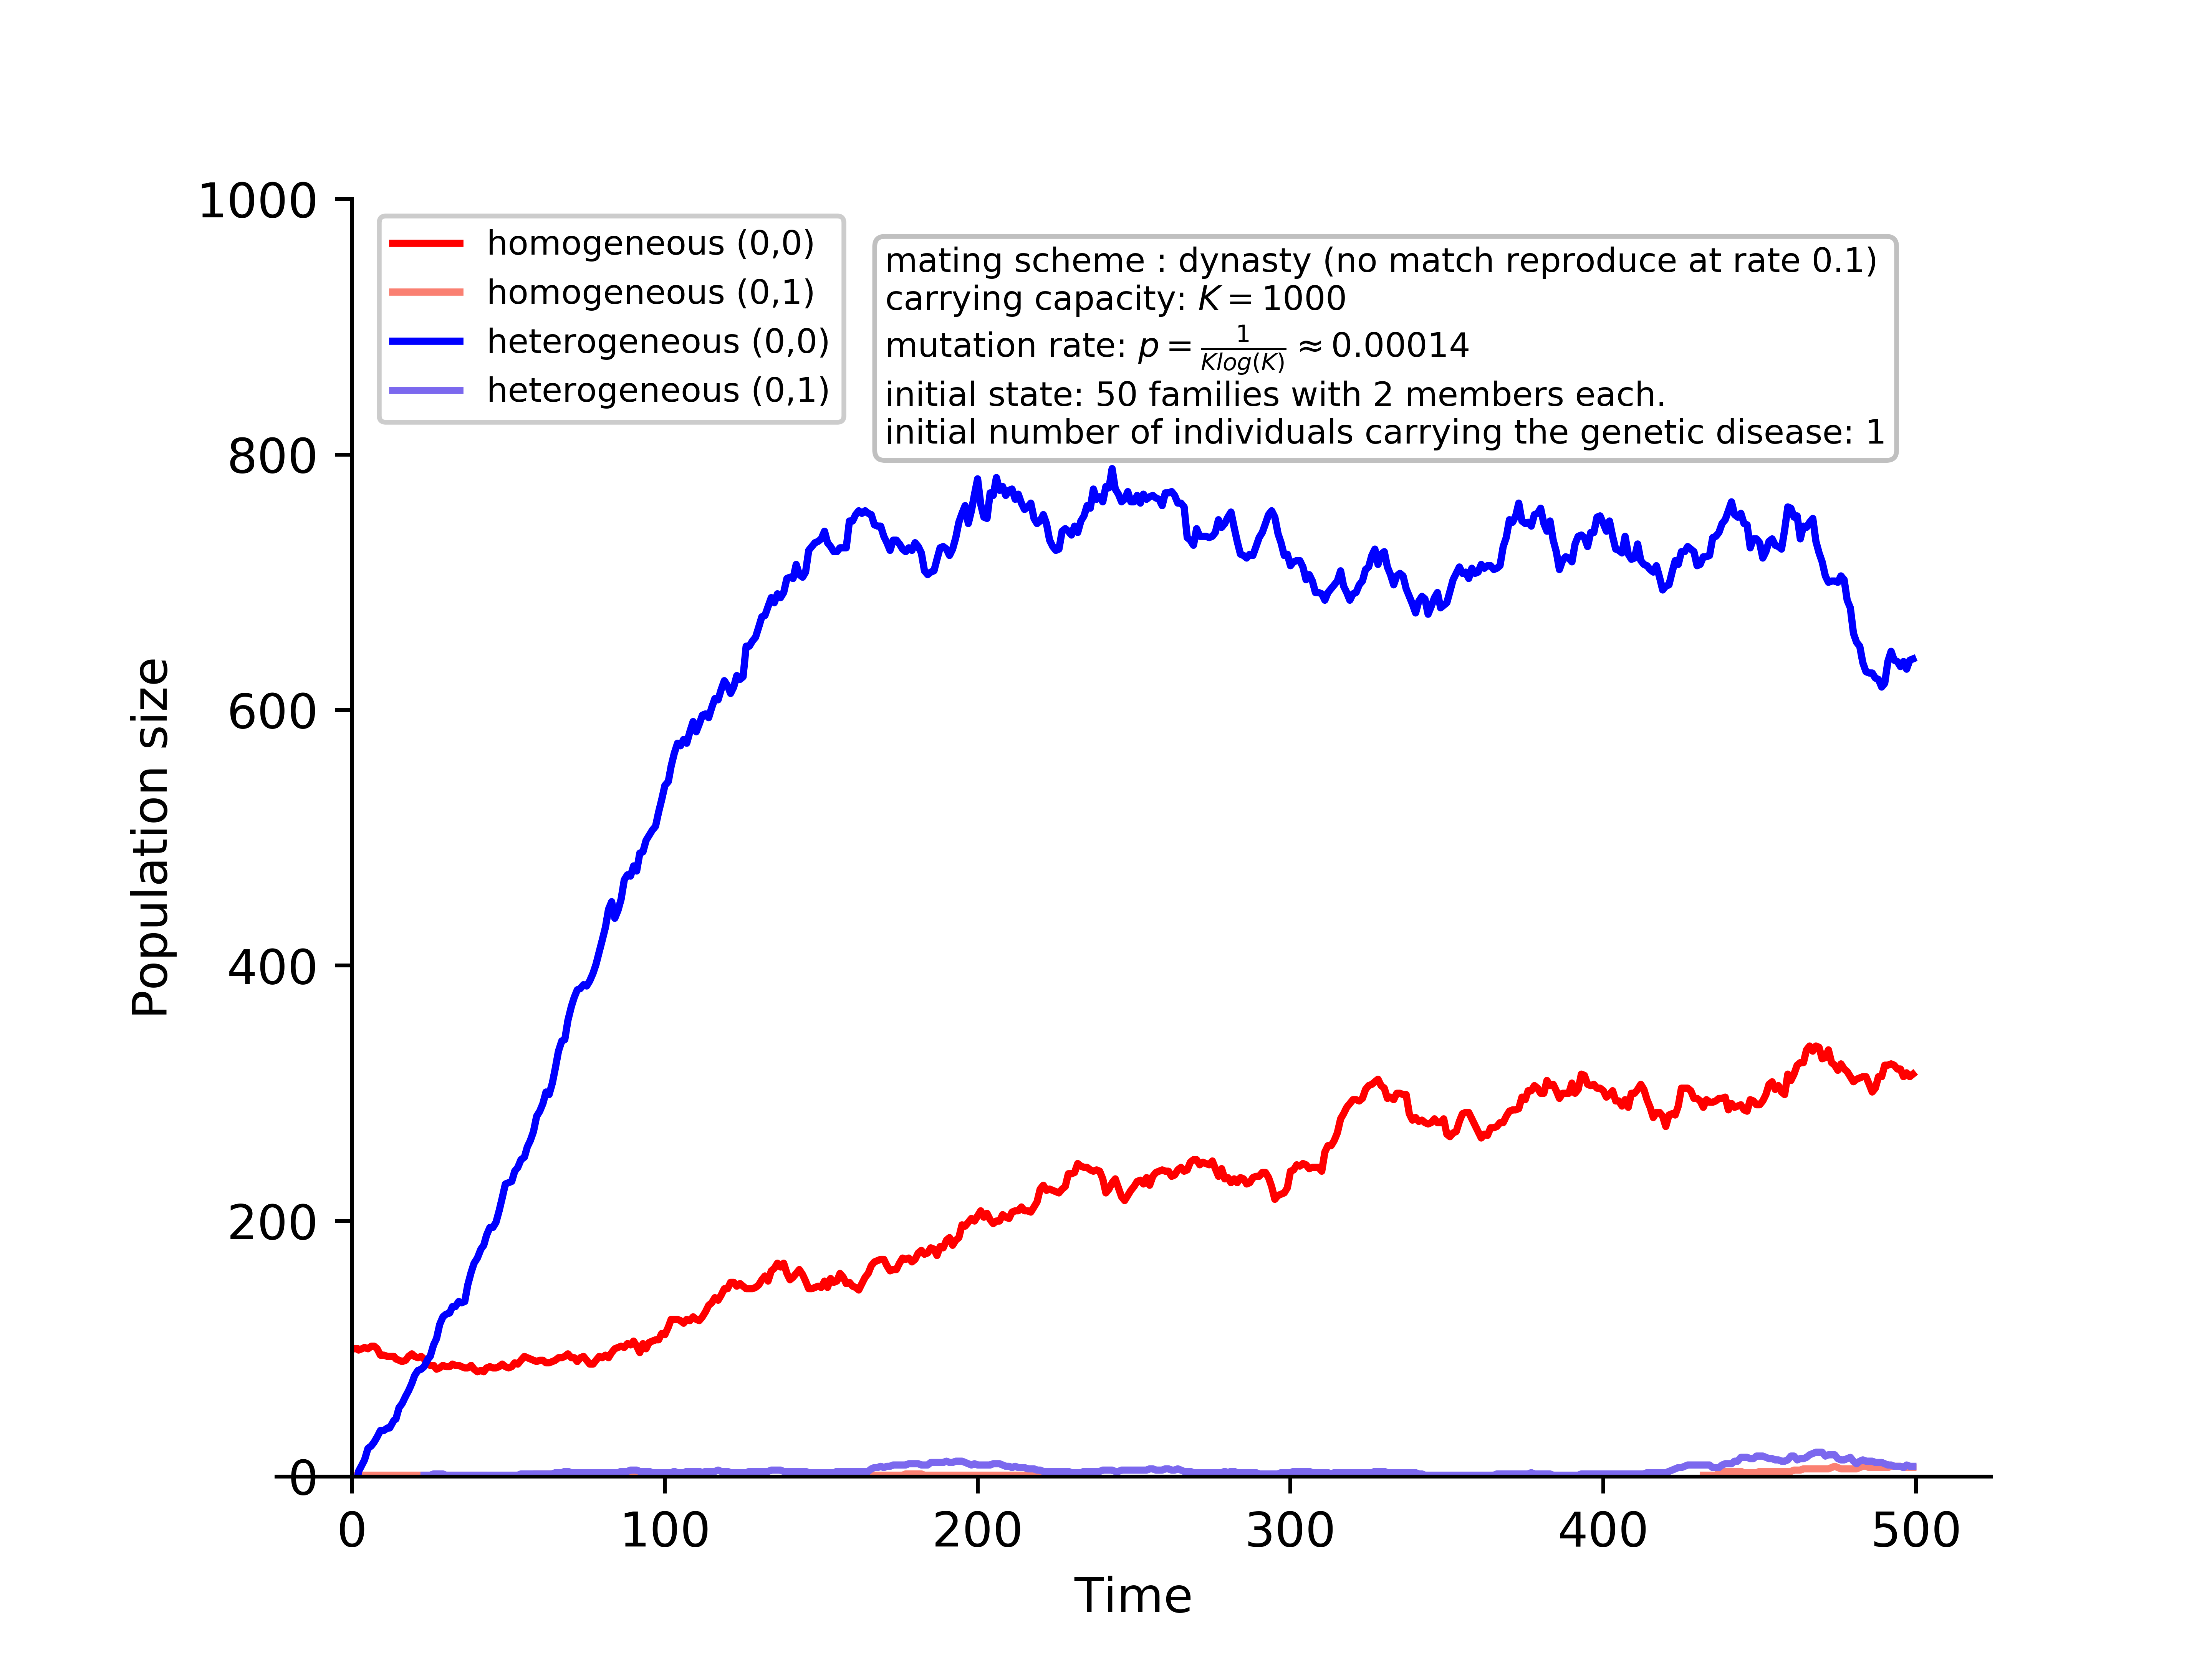 1000
800
600
400
200
0
0 100 200 300 400 500
Population size
Time
homogeneous (0,0)
homogeneous (0,1)
heterogeneous (0,0)
heterogeneous (0,1)
mating scheme : dynasty (no match reproduce at rate 0.1)
carrying capacity: K = 1000
mutation rate: p = 1/Klog(K) ≈ 0.00014
initial state: 50 families with 2 members each.
initial number of individuals carrying the genetic disease: 1